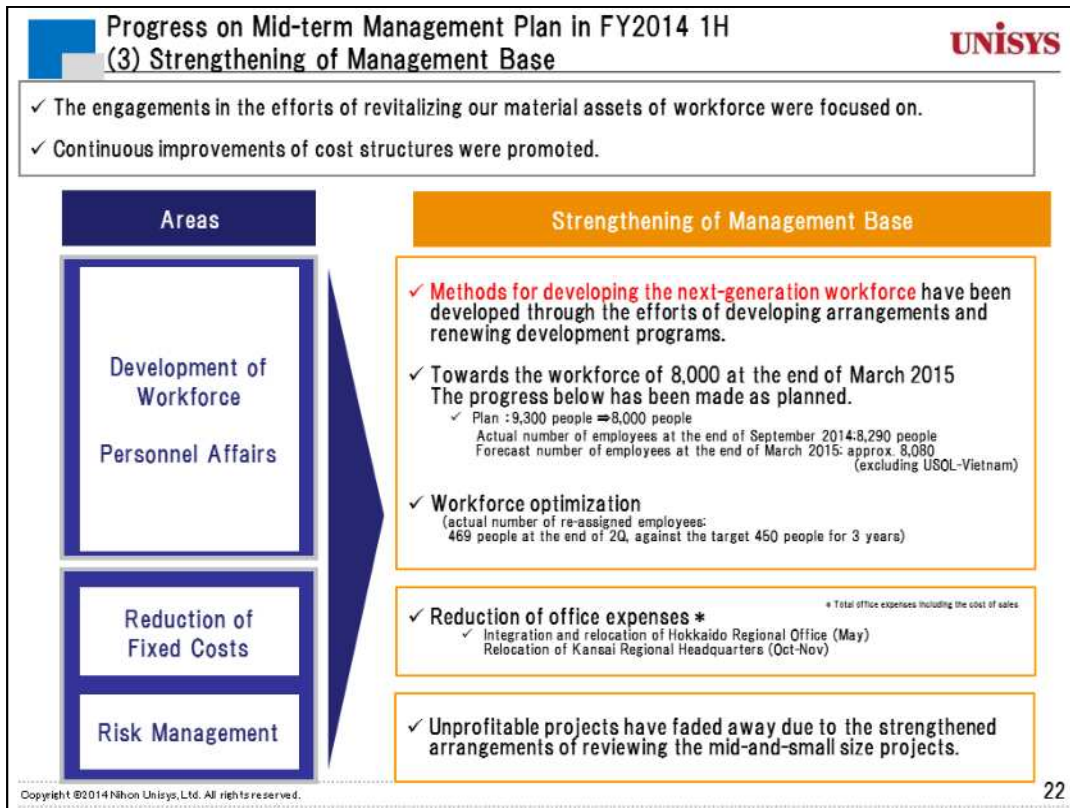 Progress on Mid-term Management Plan in FY2014 1H
(3) Strengthening of Management Base
UNISYS
✓ The engagements in the efforts of revitalizing our material assets of workforce were focused on.
✓ Continuous improvements of cost structures were promoted.
Areas
Strengthening of Management Base
Development of
Workforce
Personnel Affairs
✓ Methods for developing the next-generation workforce have been
developed through the efforts of developing arrangements and
renewing development programs.
✓ Towards the workforce of 8,000 at the end of March 2015
The progress below has been made as planned.
✓ Plan :9,300 people ⇒8,000 people
Actual number of employees at the end of September 2014:8,290 people
Forecast number of employees at the end of March 2015: approx. 8,080
(excluding USOL-Vietnam)
✓ Workforce optimization
(actual number of re-assigned employees:
469 people at the end of 2Q, against the target 450 people for 3 years)
Reduction of
Fixed Costs
* Total office expenses including the cost of sales
✓ Reduction of office expenses *
✓ Integration and relocation of Hokkaido Regional Office (May)
Relocation of Kansai Regional Headquarters (Oct-Nov)
Risk Management
✓ Unprofitable projects have faded away due to the strengthened
arrangements of reviewing the mid-and-small size projects.
Copyright ©2014 Nihon Unisys, Ltd. All rights reserved.
22